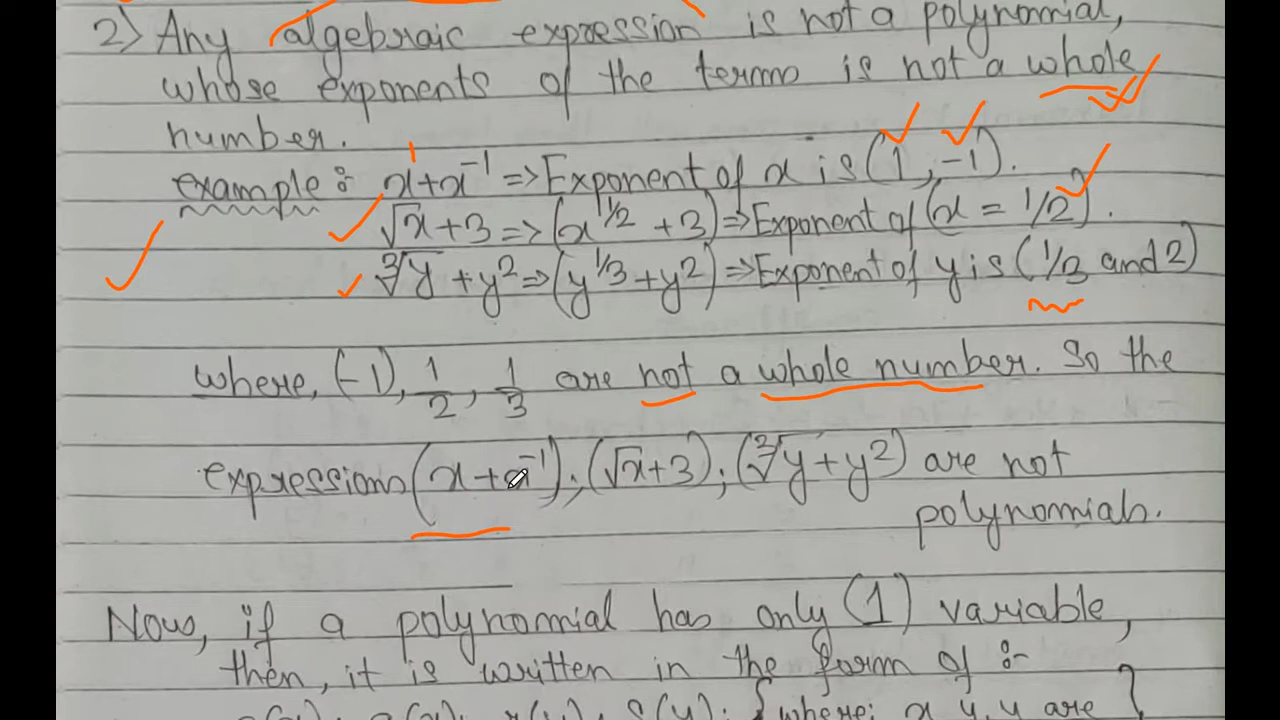 2) Any algebraic expression is not a polynomial,
whose exponents of the terms is not a whole
number.
example : x+x⁻¹ => Exponent of x is (1, -1).
√x+3 => (x^1/2 +3) => Exponent of (x = 1/2).
∛y + y² => (y^1/3 + y²) => Exponent of y is (1/3 and 2)
where, (-1), 1/2, 1/3 are not a whole number. So the
expressions (x+x⁻¹); (√x+3); (∛y+y²) are not
polynomials.
Now, if a polynomial has only (1) variable,
then, it is written in the form of :-
where: x y, u are }